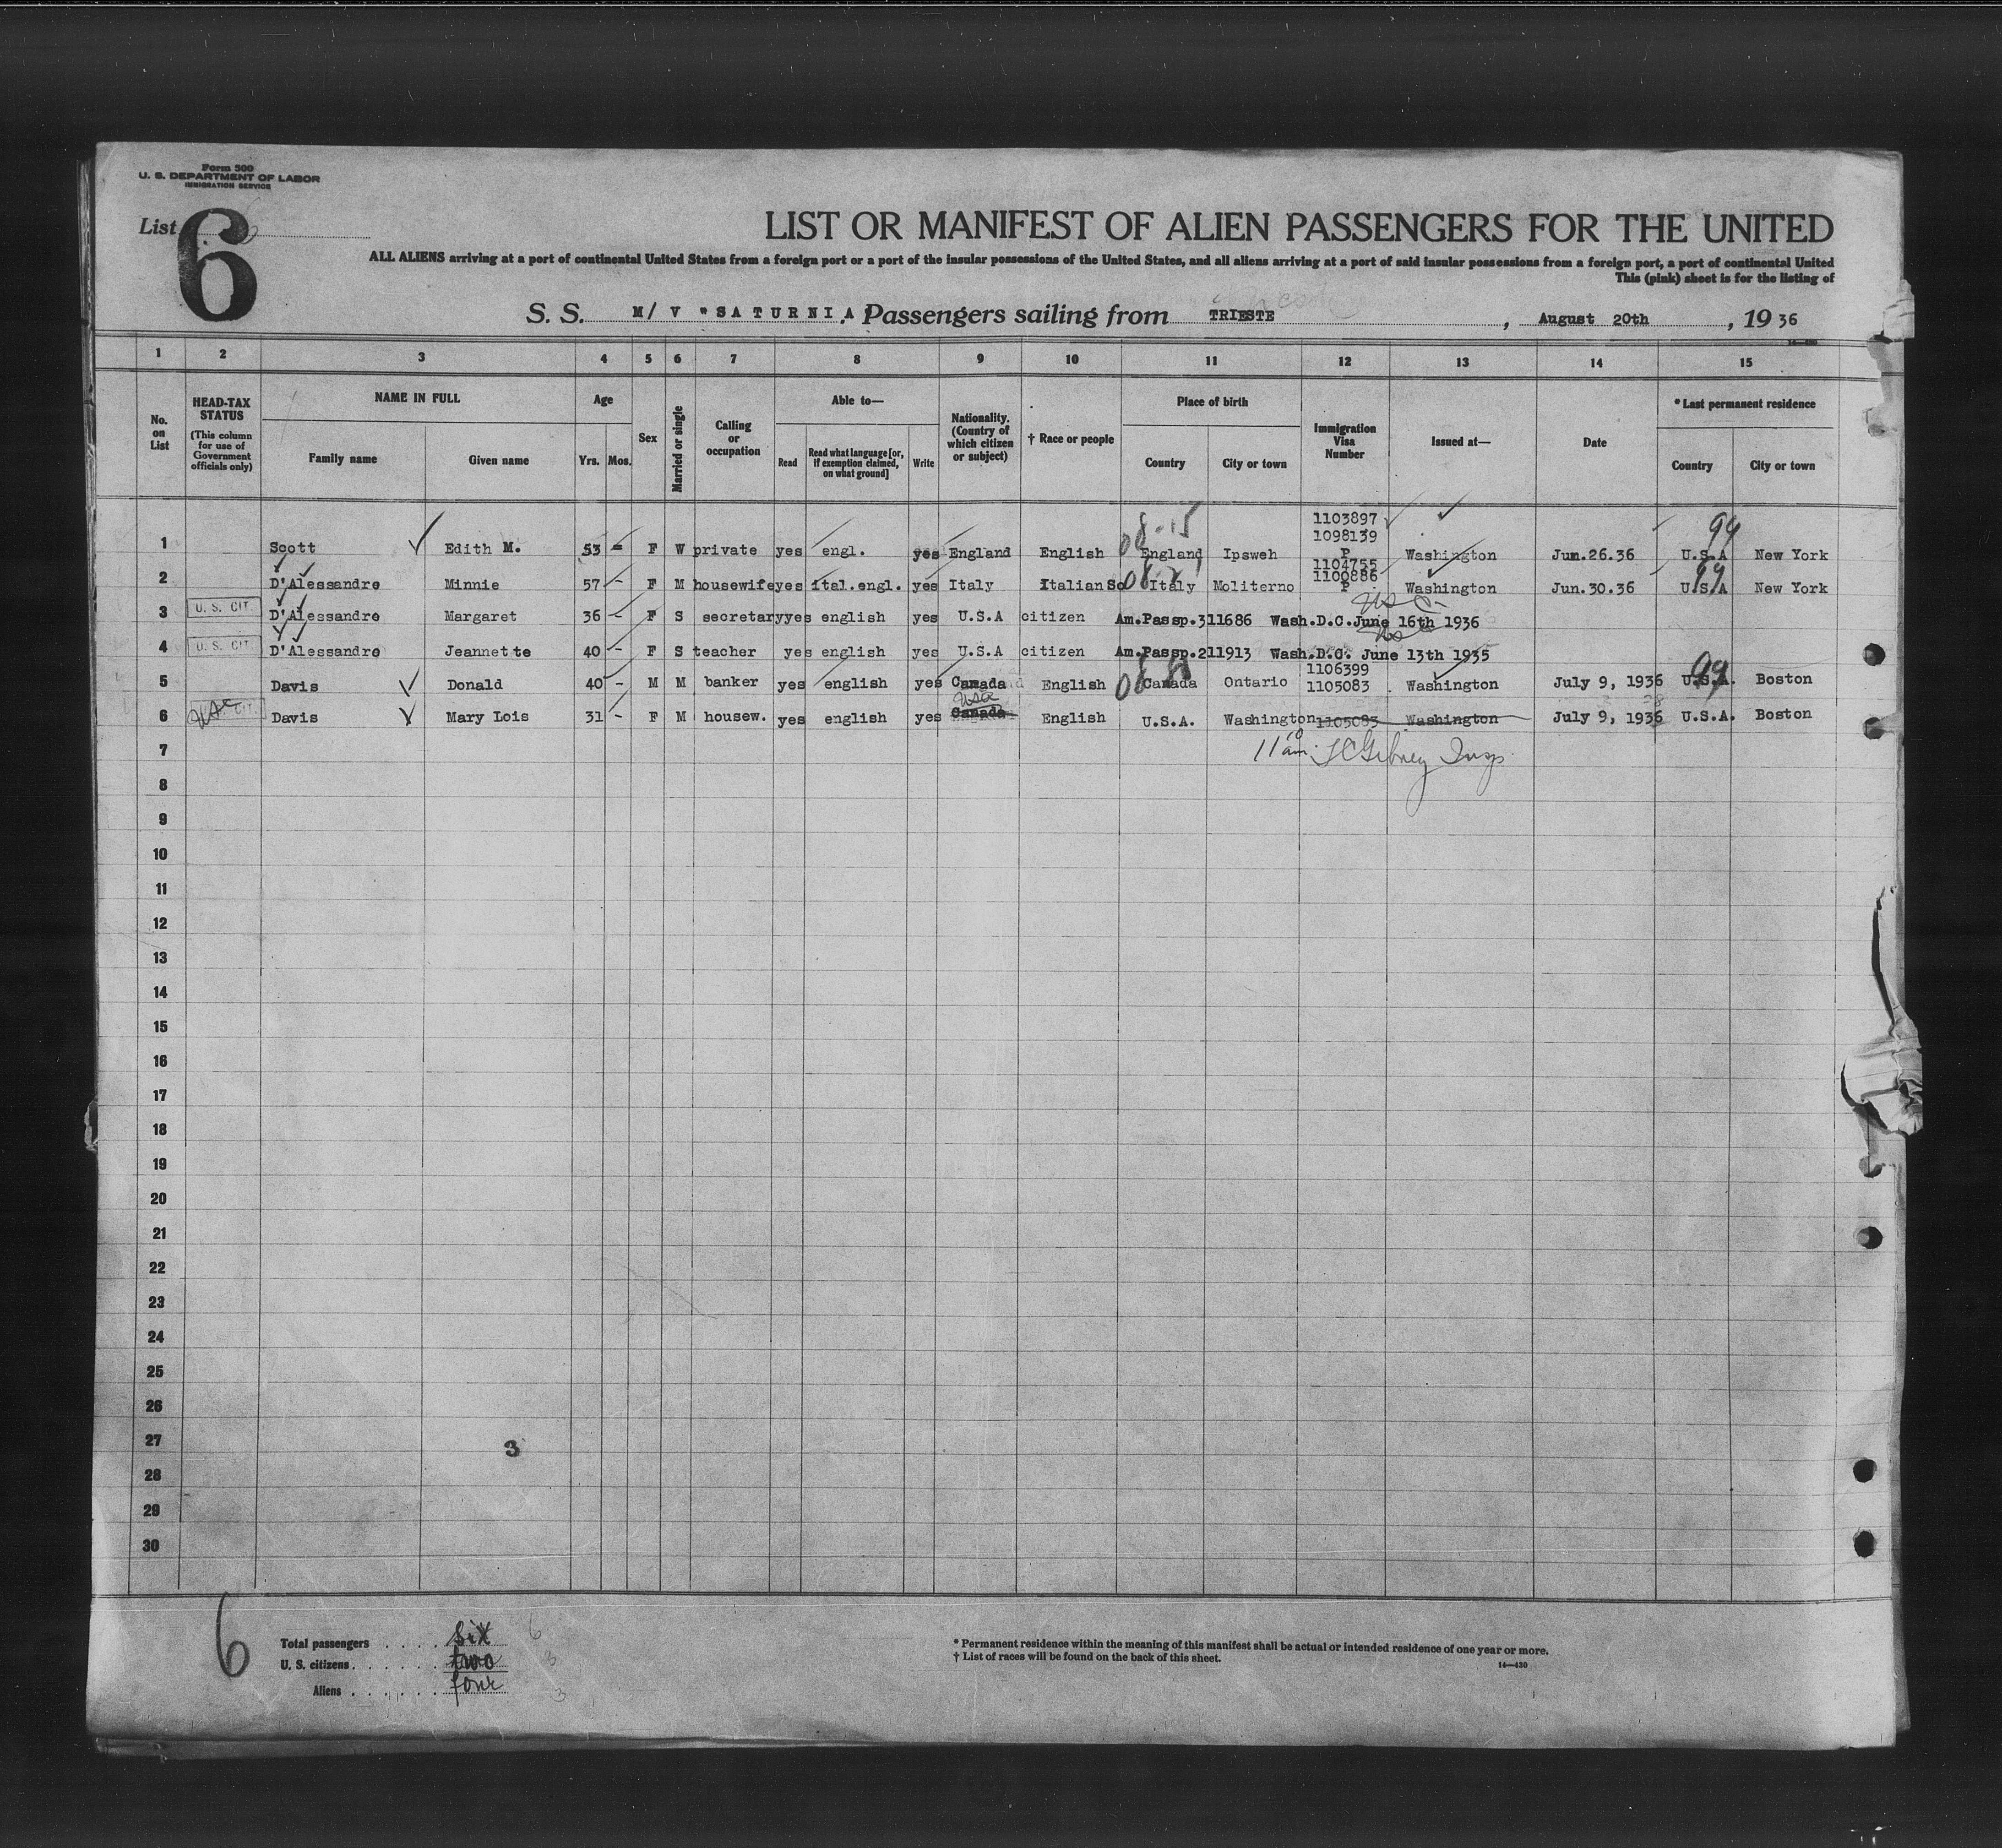 Form 500
U. S. DEPARTMENT OF LABOR
IMMIGRATION SERVICE
List 6
6
LIST OR MANIFEST OF ALIEN PASSENGERS FOR THE UNITED
ALL ALIENS arriving at a port of continental United States from a foreign port or a port of the insular possessions of the United States, and all aliens arriving at a port of said insular possessions from a foreign port, a port of continental United
This (pink) sheet is for the listing of
S. S. M/ V "SATURNIA Passengers sailing from TRIESTE, August 20th, 19 36
14—430
1 2 3 4 5 6 7 8 9 10 11 12 13 14 15
No. on List
HEAD-TAX STATUS (This column for use of Government officials only)
NAME IN FULL
Family name Given name
Age
Yrs. Mos.
Sex
Married or single
Calling or occupation
Able to—
Read Read what language [or, if exemption claimed, on what ground] Write
Nationality. (Country of which citizen or subject)
† Race or people
Place of birth
Country City or town
Immigration Visa Number
Issued at—
Date
* Last permanent residence
Country City or town
1103897 99
1098139
1 Scott Edith M. 53 - F W private yes engl. yes England English England Ipsweh P Washington Jun.26.36 U.S.A New York
1104755
1100886
2 D'Alessandre Minnie 57 - F M housewife yes ital.engl. yes Italy Italian So Italy Moliterno P Washington Jun.30.36 U.S.A New York
3 U. S. CIT. D'Alessandre Margaret 36 - F S secretary yes english yes U.S.A citizen Am.Passp.311686 Wash.D.C.June 16th 1936
4 U. S. CIT. D'Alessandre Jeannette 40 - F S teacher yes english yes U.S.A citizen Am.Passp.211913 Wash.D.C. June 13th 1935
1106399
5 Davis Donald 40 - M M banker yes english yes Canada English Canada Ontario 1105083 Washington July 9, 1936 U.S.A. Boston
USC
6 CIT. Davis Mary Lois 31 - F M housew. yes english yes Canada English U.S.A. Washington 1105083 Washington July 9, 1936 U.S.A. Boston
7
8
9
10
11
12
13
14
15
16
17
18
19
20
21
22
23
24
25
26
27 3
28
29
30
6
Total passengers . . . . six 6
U. S. citizens. . . . . . two 3
Aliens . . . . . . four 3
* Permanent residence within the meaning of this manifest shall be actual or intended residence of one year or more.
† List of races will be found on the back of this sheet.
14—430